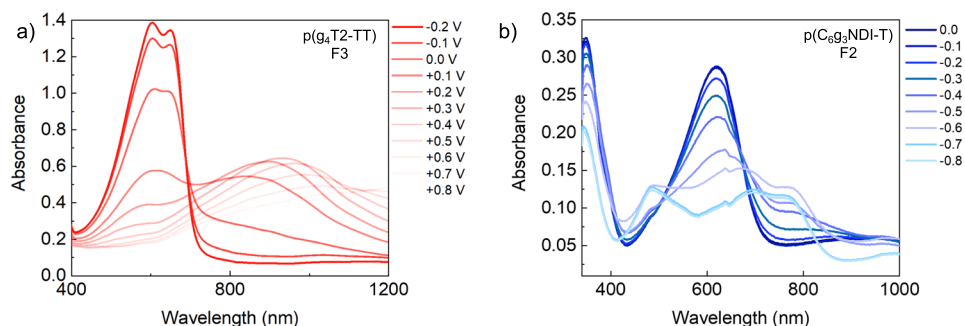 a)
p(g₄T2-TT)
F3
1.4
1.2
1.0
0.8
0.6
0.4
0.2
0.0
Absorbance
400
800
1200
Wavelength (nm)
-0.2 V
-0.1 V
0.0 V
+0.1 V
+0.2 V
+0.3 V
+0.4 V
+0.5 V
+0.6 V
+0.7 V
+0.8 V
b)
p(C₆g₃NDI-T)
F2
0.35
0.30
0.25
0.20
0.15
0.10
0.05
Absorbance
400
600
800
1000
Wavelength (nm)
0.0
-0.1
-0.2
-0.3
-0.4
-0.5
-0.6
-0.7
-0.8